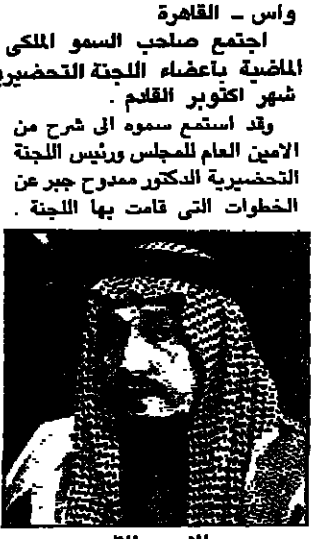 واس ـ القاهرة
اجتمع صاحب السمو الملكى
الماضية باعضاء اللجنة التحضيرية
شهر اكتوبر القادم .
وقد استمع سموه الى شرح من
الامين العام للمجلس ورئيس اللجنة
التحضيرية الدكتور ممدوح جبر عن
الخطوات التى قامت بها اللجنة .